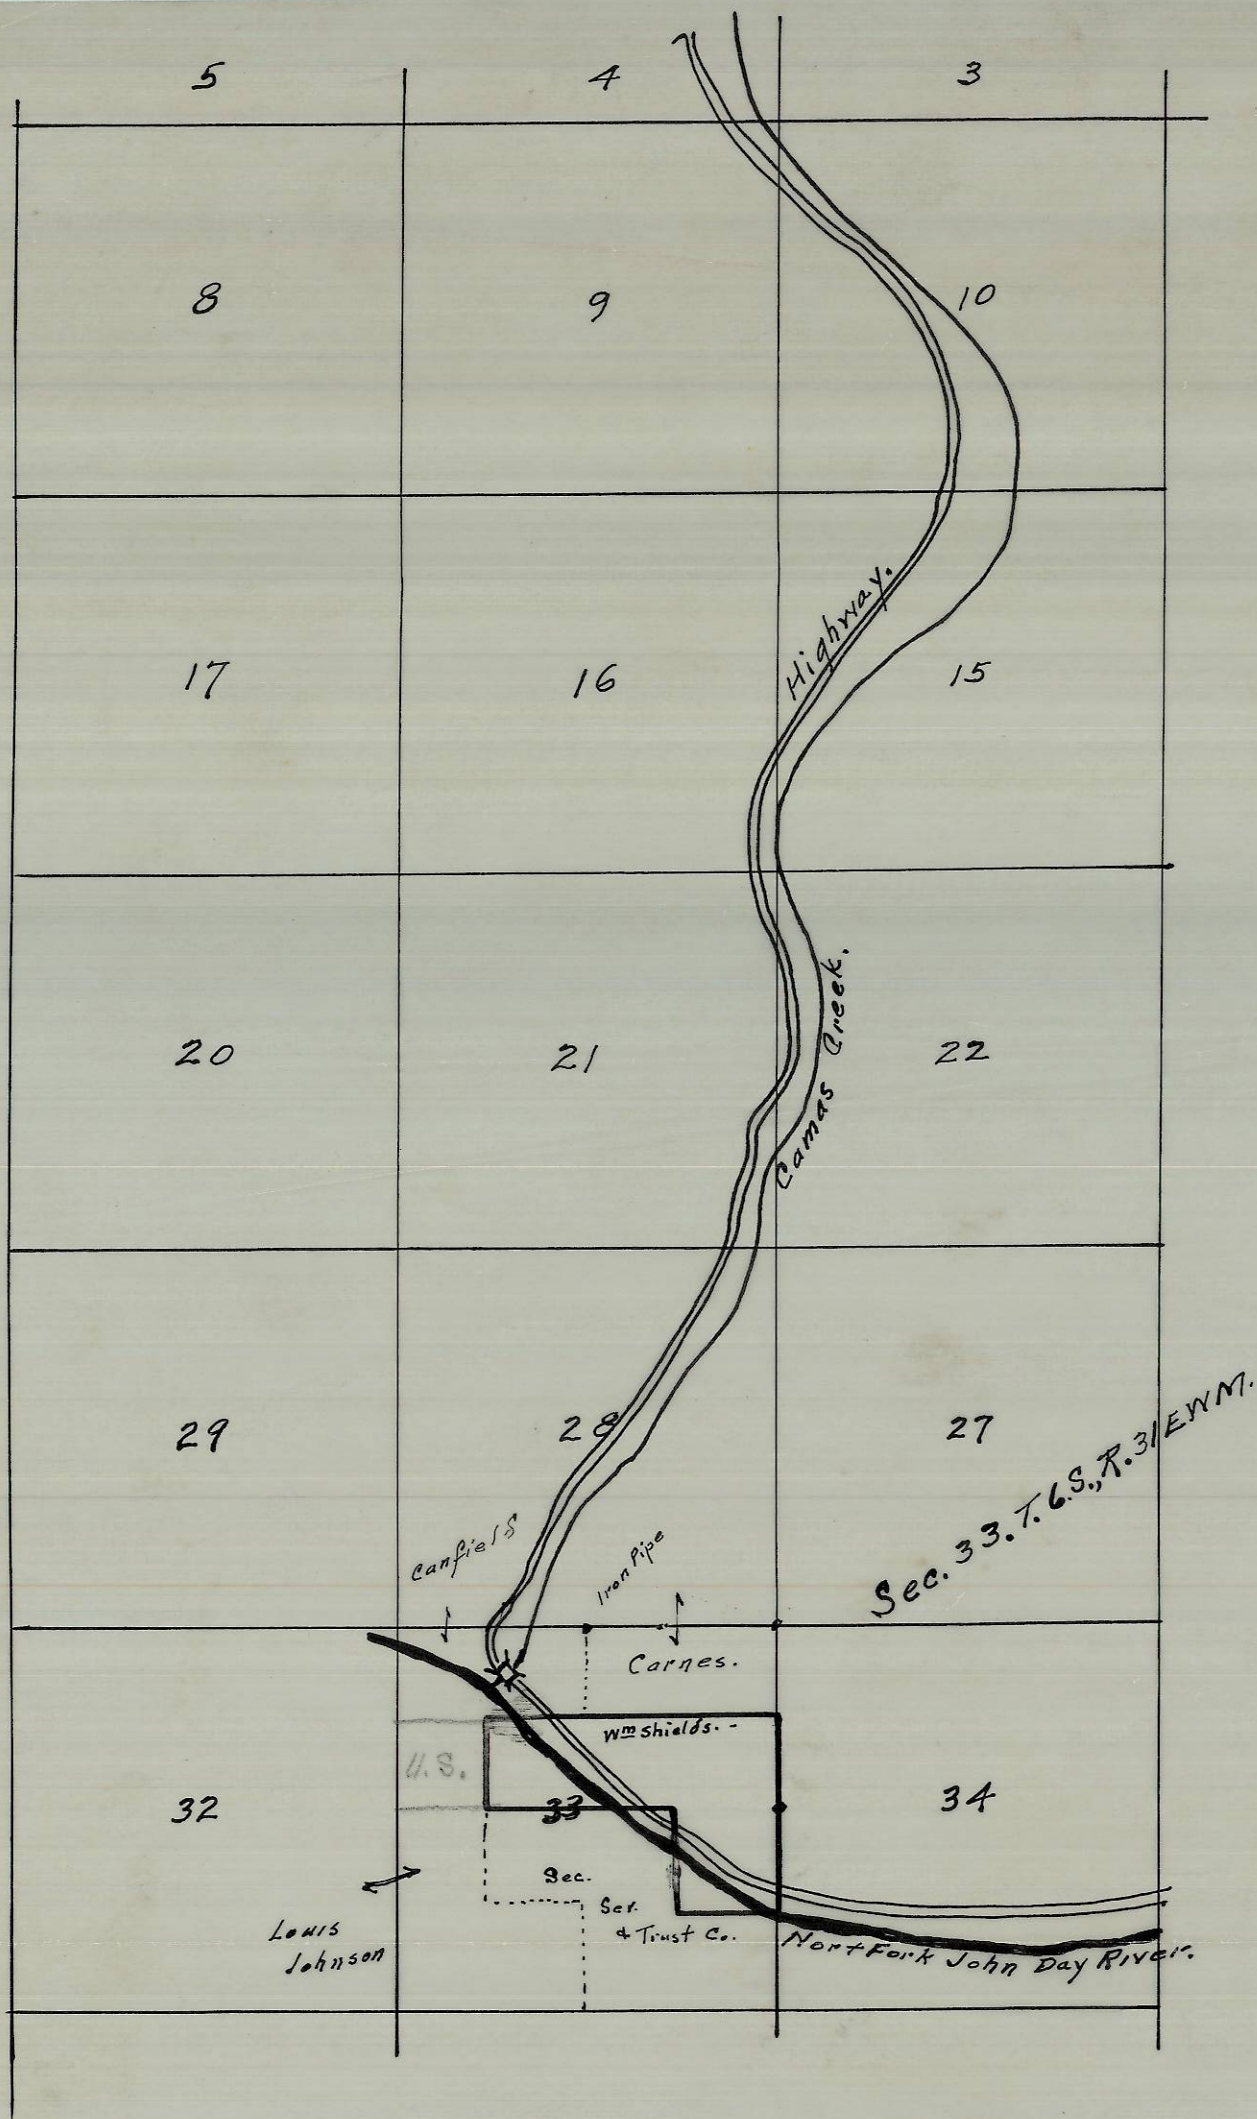 5 4 3
8 9 10
Highway.
17 16 15
Camas Creek.
20 21 22
29 28 27
Sec. 33. T. 6. S., R. 31 E W M.
Canfield
Iron Pipe
Carnes.
Wm Shields. -
U. S.
32 33 34
Sec.
Ser.
& Trust Co.
Louis
Johnson
Nort Fork John Day River.